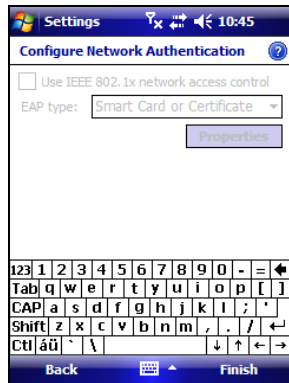 Settings 10:45
Configure Network Authentication ?
Use IEEE 802.1x network access control
EAP type: Smart Card or Certificate
Properties
123 1 2 3 4 5 6 7 8 9 0 - =
Tab q w e r t y u i o p [ ]
CAP a s d f g h j k l ; '
Shift z x c v b n m , . /
Ctl áü ` \ ↓ ↑ ← →
Back Finish